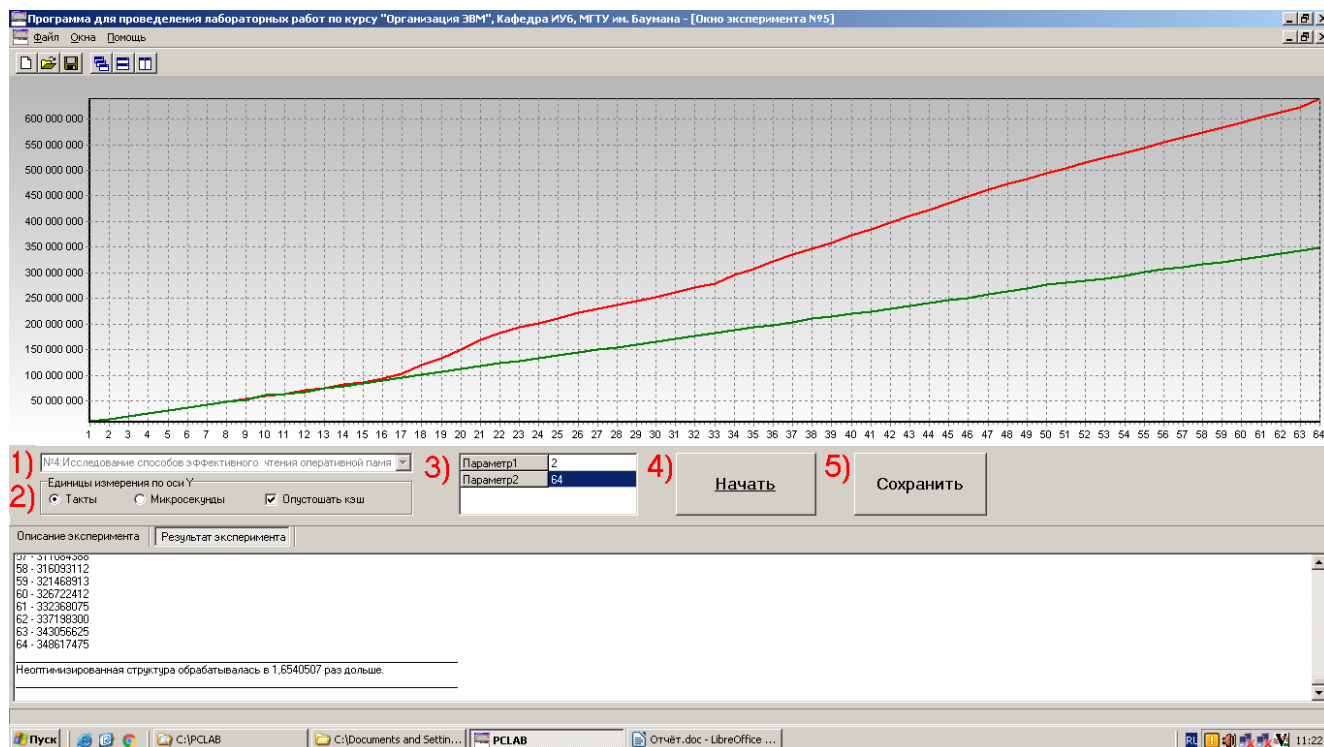 Программа для проведеления лабораторных работ по курсу "Организация ЭВМ", Кафедра ИУ6, МГТУ им. Баумана - [Окно эксперимента №5]
Файл Окна Помощь
600 000 000
550 000 000
500 000 000
450 000 000
400 000 000
350 000 000
300 000 000
250 000 000
200 000 000
150 000 000
100 000 000
50 000 000
1 2 3 4 5 6 7 8 9 10 11 12 13 14 15 16 17 18 19 20 21 22 23 24 25 26 27 28 29 30 31 32 33 34 35 36 37 38 39 40 41 42 43 44 45 46 47 48 49 50 51 52 53 54 55 56 57 58 59 60 61 62 63 64
1) №4:Исследование способов эффективного чтения оперативной памя
2) Единицы измерения по оси Y
Такты Микросекунды Опустошать кэш
3) Параметр1 2
Параметр2 64
4) Начать
5) Сохранить
Описание эксперимента Результат эксперимента
57 - 311084388
58 - 316093112
59 - 321468913
60 - 326722412
61 - 332368075
62 - 337198300
63 - 343056625
64 - 348617475
Неоптимизированная структура обрабатывалась в 1,6540507 раз дольше.
Пуск C:\PCLAB C:\Documents and Settin... PCLAB Отчёт.doc - LibreOffice ... RL 11:22